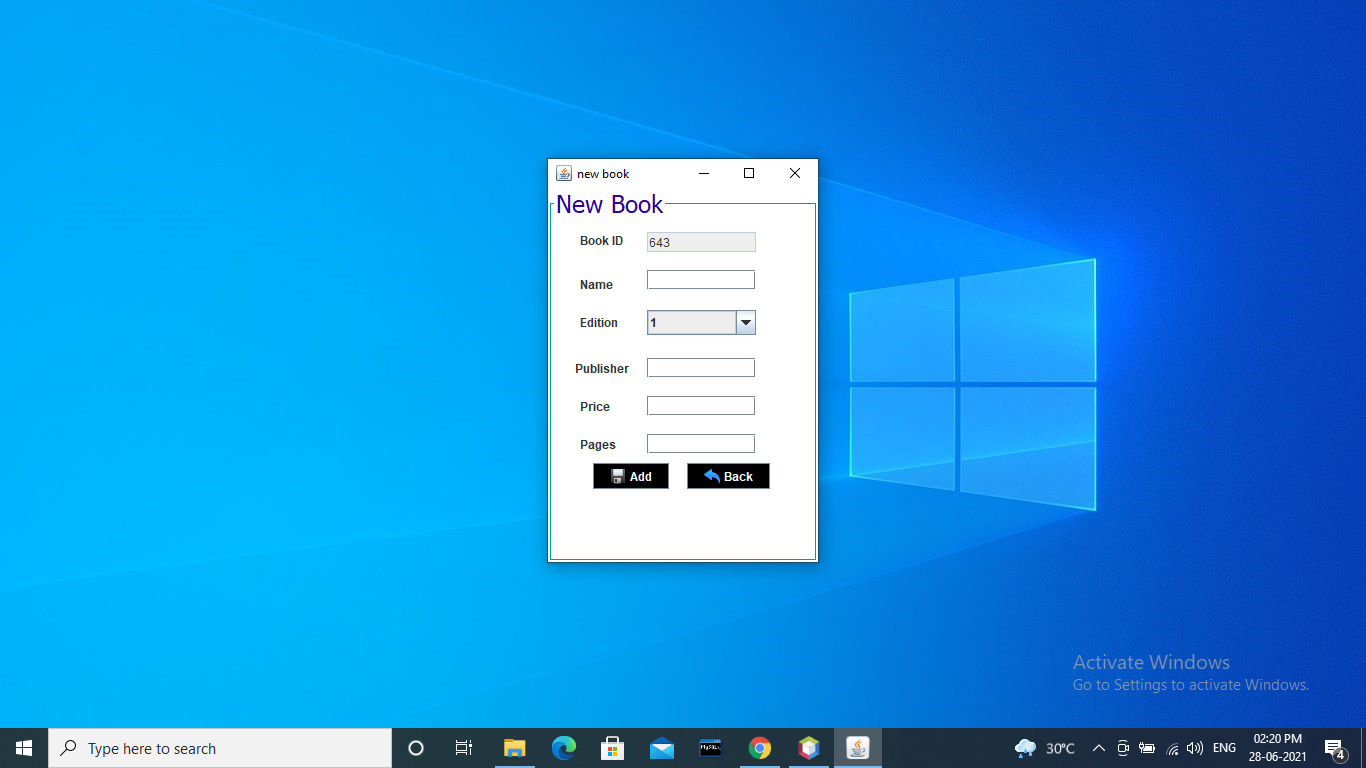 new book
New Book
Book ID 643
Name
Edition 1
Publisher
Price
Pages
Add Back
Activate Windows
Go to Settings to activate Windows.
Type here to search
MySQL
30°C
ENG
02:20 PM
28-06-2021
4